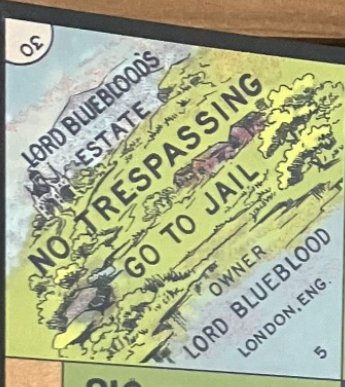 30
LORD BLUEBLOOD'S
ESTATE
NO TRESPASSING
GO TO JAIL
OWNER
LORD BLUEBLOOD
LONDON, ENG.
5